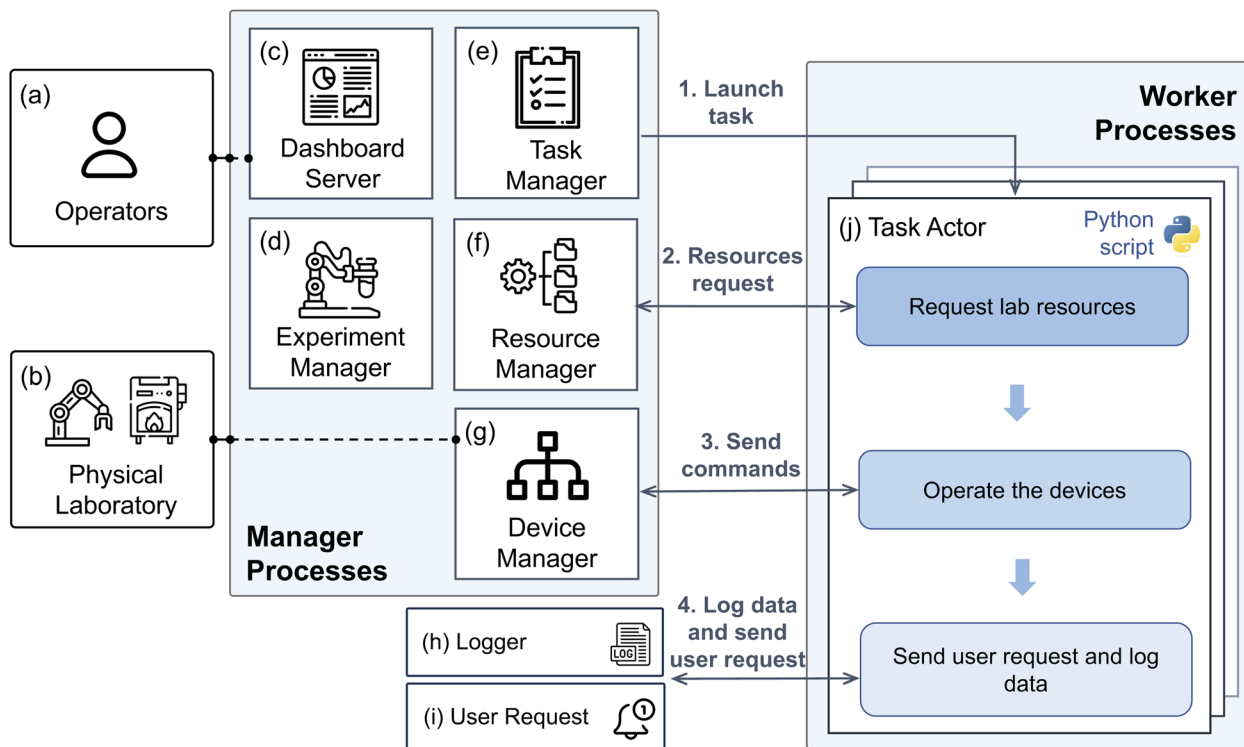 (a)
Operators
(b)
Physical
Laboratory
(c)
Dashboard
Server
(e)
Task
Manager
(d)
Experiment
Manager
(f)
Resource
Manager
(g)
Device
Manager
Manager
Processes
(h) Logger
LOG
(i) User Request
1
1. Launch
task
2. Resources
request
3. Send
commands
4. Log data
and send
user request
Worker
Processes
(j) Task Actor
Python
script
Request lab resources
Operate the devices
Send user request and log
data